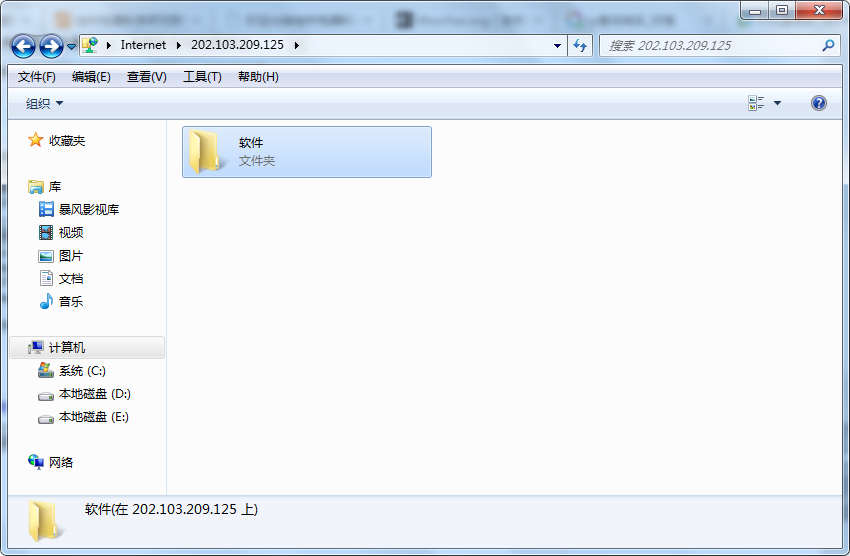 Internet
202.103.209.125
搜索 202.103.209.125
文件(F) 编辑(E) 查看(V) 工具(T) 帮助(H)
组织
收藏夹
库
暴风影视库
视频
图片
文档
音乐
计算机
系统 (C:)
本地磁盘 (D:)
本地磁盘 (E:)
网络
软件
文件夹
软件(在 202.103.209.125 上)